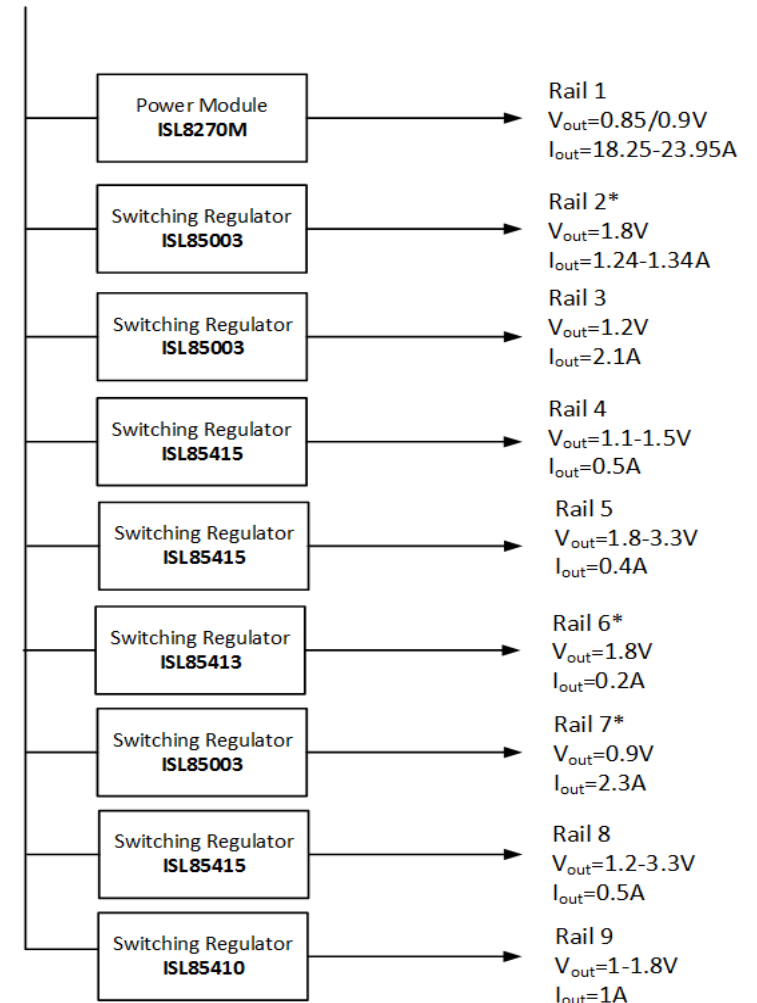 Power Module
ISL8270M
Rail 1
Vout=0.85/0.9V
Iout=18.25-23.95A
Switching Regulator
ISL85003
Rail 2*
Vout=1.8V
Iout=1.24-1.34A
Switching Regulator
ISL85003
Rail 3
Vout=1.2V
Iout=2.1A
Switching Regulator
ISL85415
Rail 4
Vout=1.1-1.5V
Iout=0.5A
Switching Regulator
ISL85415
Rail 5
Vout=1.8-3.3V
Iout=0.4A
Switching Regulator
ISL85413
Rail 6*
Vout=1.8V
Iout=0.2A
Switching Regulator
ISL85003
Rail 7*
Vout=0.9V
Iout=2.3A
Switching Regulator
ISL85415
Rail 8
Vout=1.2-3.3V
Iout=0.5A
Switching Regulator
ISL85410
Rail 9
Vout=1-1.8V
Iout=1A